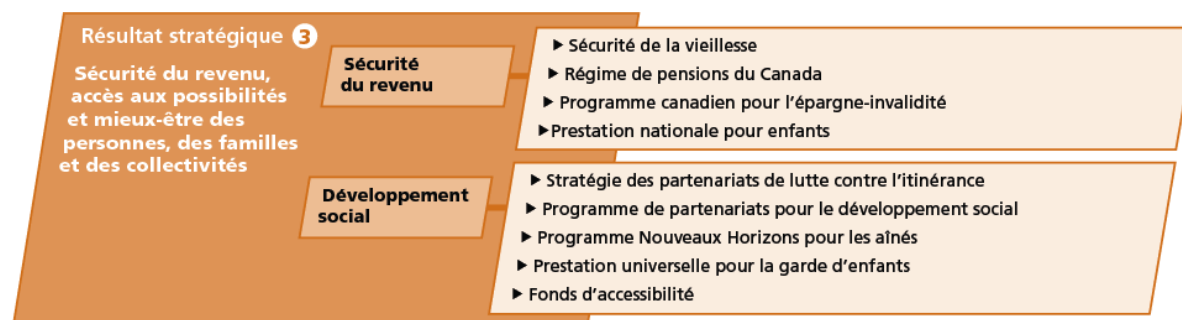 Résultat stratégique 3
Sécurité du revenu,
accès aux possibilités
et mieux-être des
personnes, des familles
et des collectivités
Sécurité
du revenu
▶ Sécurité de la vieillesse
▶ Régime de pensions du Canada
▶ Programme canadien pour l'épargne-invalidité
▶Prestation nationale pour enfants
Développement
social
▶ Stratégie des partenariats de lutte contre l'itinérance
▶ Programme de partenariats pour le développement social
▶ Programme Nouveaux Horizons pour les aînés
▶ Prestation universelle pour la garde d'enfants
▶ Fonds d'accessibilité